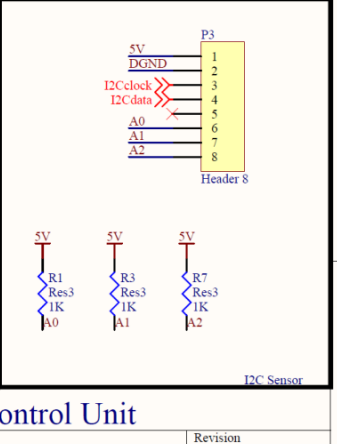 P3
5V
1
DGND
2
I2Cclock
3
I2Cdata
4
5
A0
6
A1
7
A2
8
Header 8
5V 5V 5V
R1 R3 R7
Res3 Res3 Res3
1K 1K 1K
A0 A1 A2
I2C Sensor
ontrol Unit
Revision